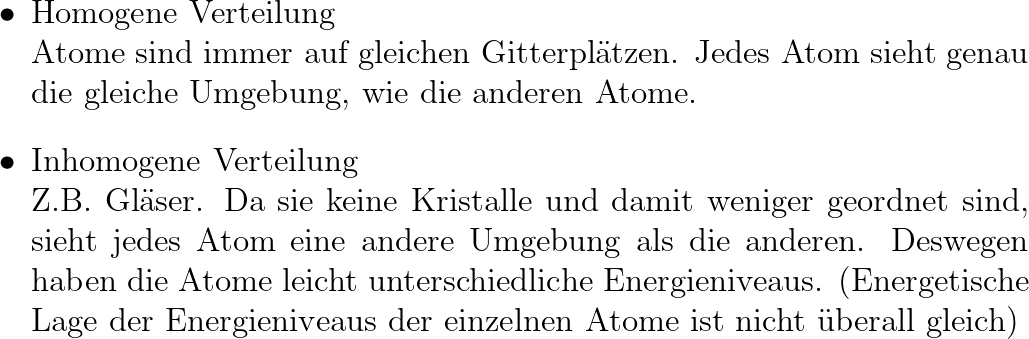 • Homogene Verteilung
Atome sind immer auf gleichen Gitterplätzen. Jedes Atom sieht genau
die gleiche Umgebung, wie die anderen Atome.
• Inhomogene Verteilung
Z.B. Gläser. Da sie keine Kristalle und damit weniger geordnet sind,
sieht jedes Atom eine andere Umgebung als die anderen. Deswegen
haben die Atome leicht unterschiedliche Energieniveaus. (Energetische
Lage der Energieniveaus der einzelnen Atome ist nicht überall gleich)